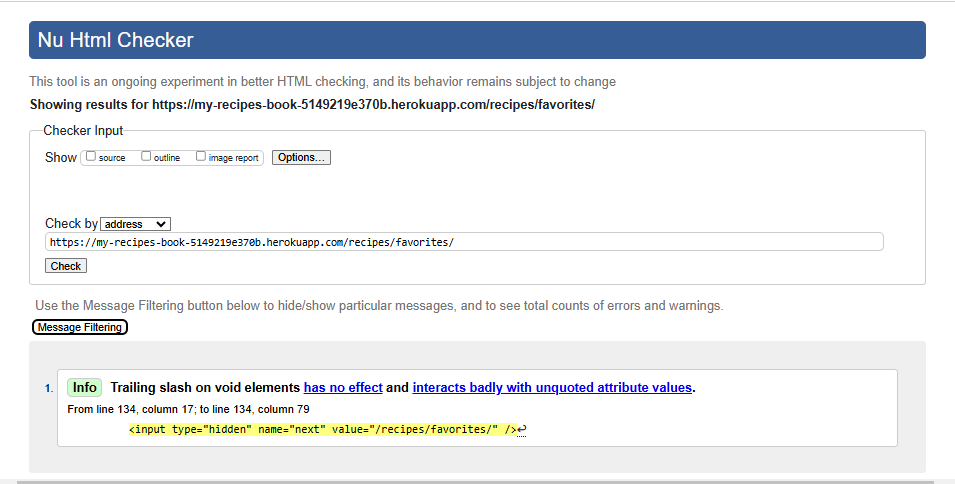 Nu Html Checker
This tool is an ongoing experiment in better HTML checking, and its behavior remains subject to change
Showing results for https://my-recipes-book-5149219e370b.herokuapp.com/recipes/favorites/
Checker Input
Show source outline image report Options...
Check by address
https://my-recipes-book-5149219e370b.herokuapp.com/recipes/favorites/
Check
Use the Message Filtering button below to hide/show particular messages, and to see total counts of errors and warnings.
Message Filtering
1. Info Trailing slash on void elements has no effect and interacts badly with unquoted attribute values.
From line 134, column 17; to line 134, column 79
<input type="hidden" name="next" value="/recipes/favorites/" />↩